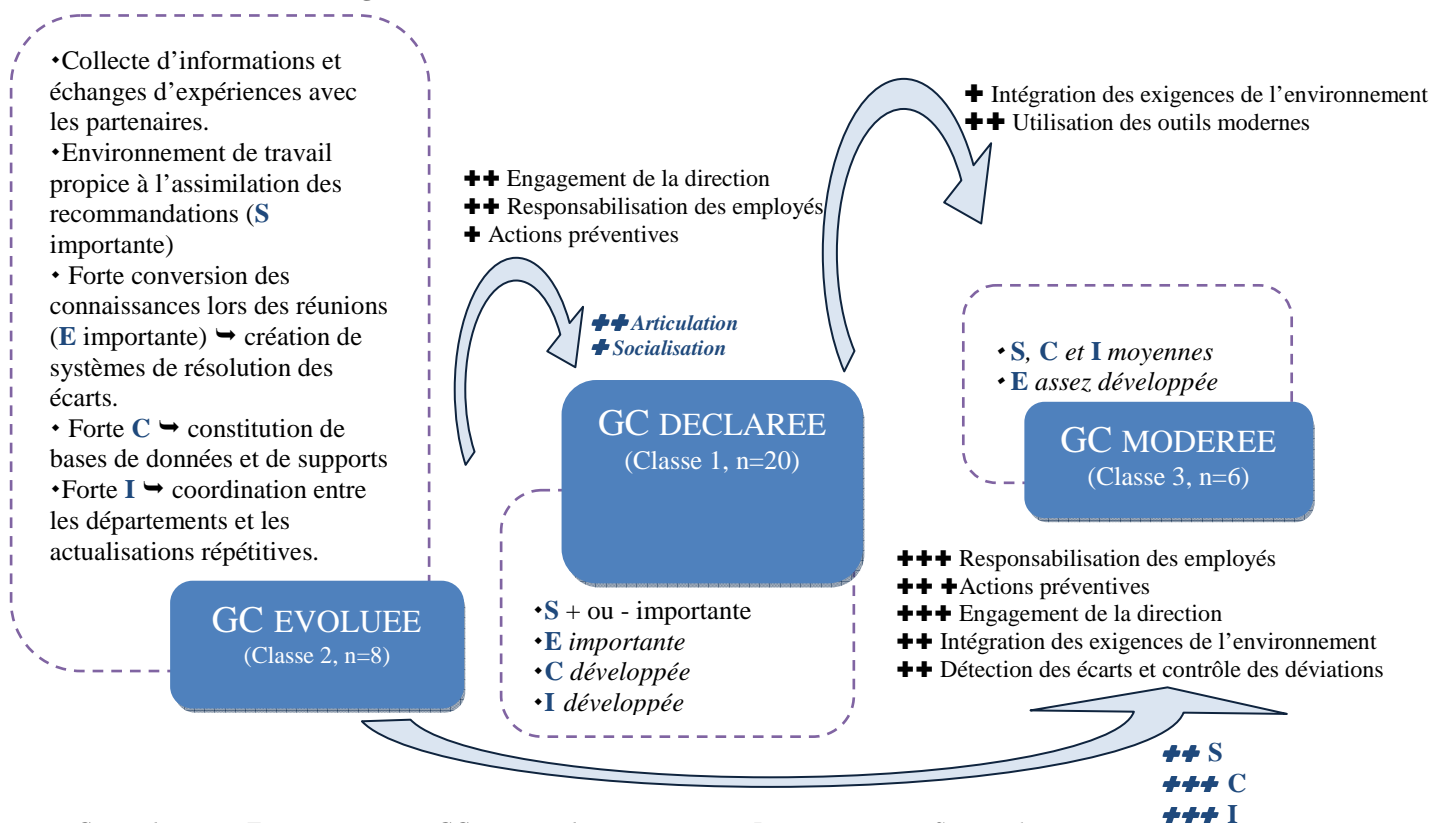 •Collecte d’informations et
échanges d’expériences avec
les partenaires.
•Environnement de travail
propice à l’assimilation des
recommandations (S
importante)
• Forte conversion des
connaissances lors des réunions
(E importante) ➥ création de
systèmes de résolution des
écarts.
• Forte C ➥ constitution de
bases de données et de supports
•Forte I ➥ coordination entre
les départements et les
actualisations répétitives.
GC EVOLUEE
(Classe 2, n=8)
✚✚ Engagement de la direction
✚✚ Responsabilisation des employés
✚ Actions préventives
✚✚Articulation
✚Socialisation
GC DECLAREE
(Classe 1, n=20)
•S + ou - importante
•E importante
•C développée
•I développée
✚ Intégration des exigences de l’environnement
✚✚ Utilisation des outils modernes
• S, C et I moyennes
• E assez développée
GC MODEREE
(Classe 3, n=6)
✚✚✚ Responsabilisation des employés
✚✚ ✚Actions préventives
✚✚✚ Engagement de la direction
✚✚ Intégration des exigences de l’environnement
✚✚ Détection des écarts et contrôle des déviations
✚✚ S
✚✚✚ C
✚✚✚ I